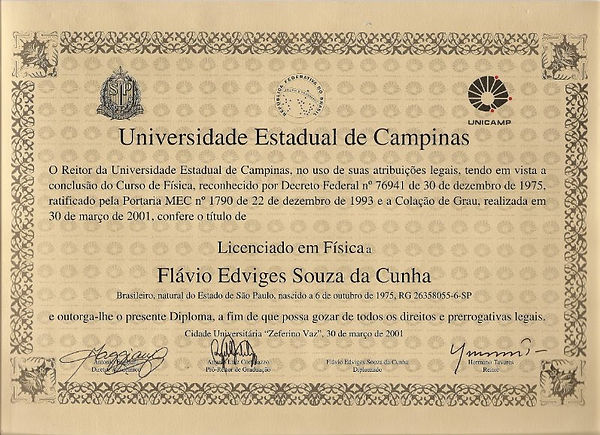 REPÚBLICA FEDERATIVA DO BRASIL
UNICAMP
Universidade Estadual de Campinas
O Reitor da Universidade Estadual de Campinas, no uso de suas atribuições legais, tendo em vista a
conclusão do Curso de Física, reconhecido por Decreto Federal nº 76941 de 30 de dezembro de 1975,
ratificado pela Portaria MEC nº 1790 de 22 de dezembro de 1993 e a Colação de Grau, realizada em
30 de março de 2001, confere o título de
Licenciado em Física a
Flávio Edviges Souza da Cunha
Brasileiro, natural do Estado de São Paulo, nascido a 6 de outubro de 1975, RG 26358055-6-SP
e outorga-lhe o presente Diploma, a fim de que possa gozar de todos os direitos e prerrogativas legais.
Cidade Universitária "Zeferino Vaz", 30 de março de 2001
Flávio Edviges Souza da Cunha
Hermano Tavares
Diretor Acadêmico
Pró-Reitor de Graduação
Diplomado
Reitor